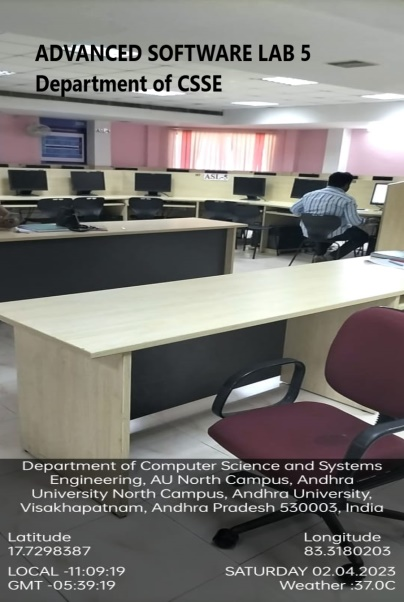 ADVANCED SOFTWARE LAB 5
Department of CSSE
ASL-5
Department of Computer Science and Systems
Engineering, AU North Campus, Andhra
University North Campus, Andhra University,
Visakhapatnam, Andhra Pradesh 530003, India
Latitude
17.7298387
Longitude
83.3180203
LOCAL -11:09:19
GMT -05:39:19
SATURDAY 02.04.2023
Weather :37.0C